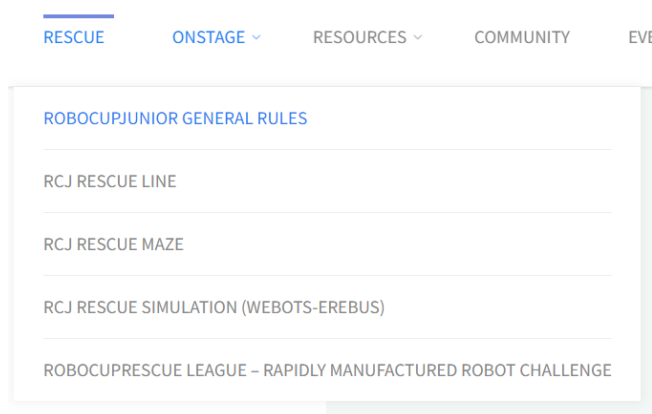 RESCUE ONSTAGE RESOURCES COMMUNITY
ROBOCUPJUNIOR GENERAL RULES
RCJ RESCUE LINE
RCJ RESCUE MAZE
RCJ RESCUE SIMULATION (WEBOTS-EREBUS)
ROBOCUPRESCUE LEAGUE – RAPIDLY MANUFACTURED ROBOT CHALLENGE